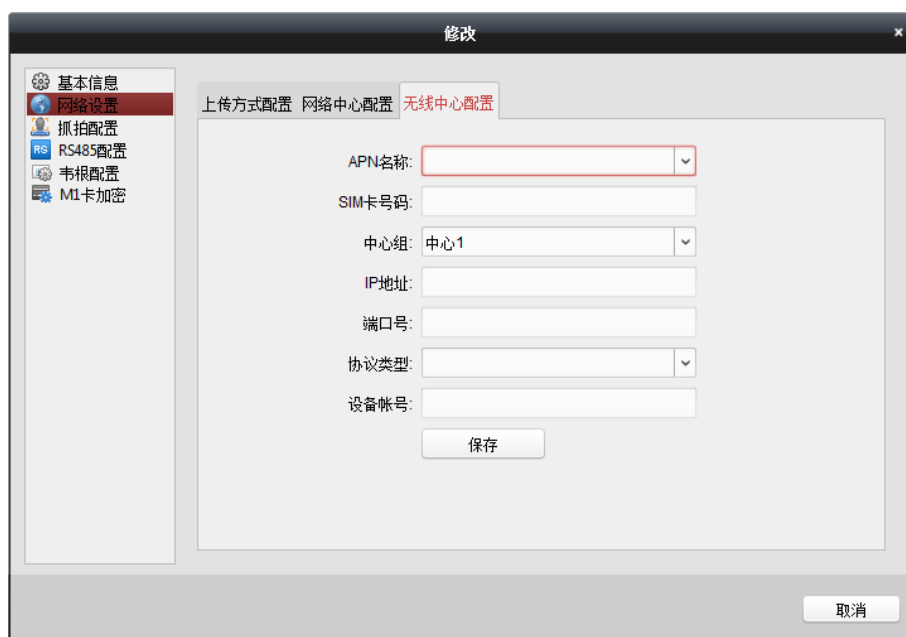 修改
基本信息
网络设置
抓拍配置
RS RS485配置
韦根配置
M1卡加密
上传方式配置 网络中心配置 无线中心配置
APN名称:
SIM卡号码:
中心组: 中心1
IP地址:
端口号:
协议类型:
设备帐号:
保存
取消